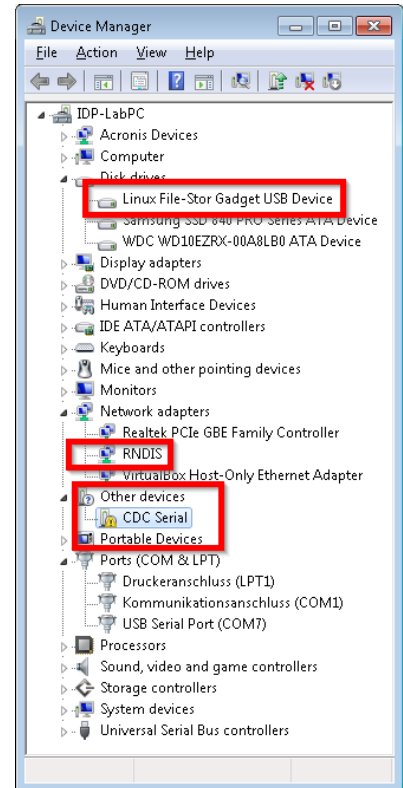 Device Manager
File Action View Help
IDP-LabPC
Acronis Devices
Computer
Disk drives
Linux File-Stor Gadget USB Device
Samsung SSD 840 PRO Series ATA Device
WDC WD10EZRX-00A8LB0 ATA Device
Display adapters
DVD/CD-ROM drives
Human Interface Devices
IDE ATA/ATAPI controllers
Keyboards
Mice and other pointing devices
Monitors
Network adapters
Realtek PCIe GBE Family Controller
RNDIS
VirtualBox Host-Only Ethernet Adapter
Other devices
CDC Serial
Portable Devices
Ports (COM & LPT)
Druckeranschluss (LPT1)
Kommunikationsanschluss (COM1)
USB Serial Port (COM7)
Processors
Sound, video and game controllers
Storage controllers
System devices
Universal Serial Bus controllers